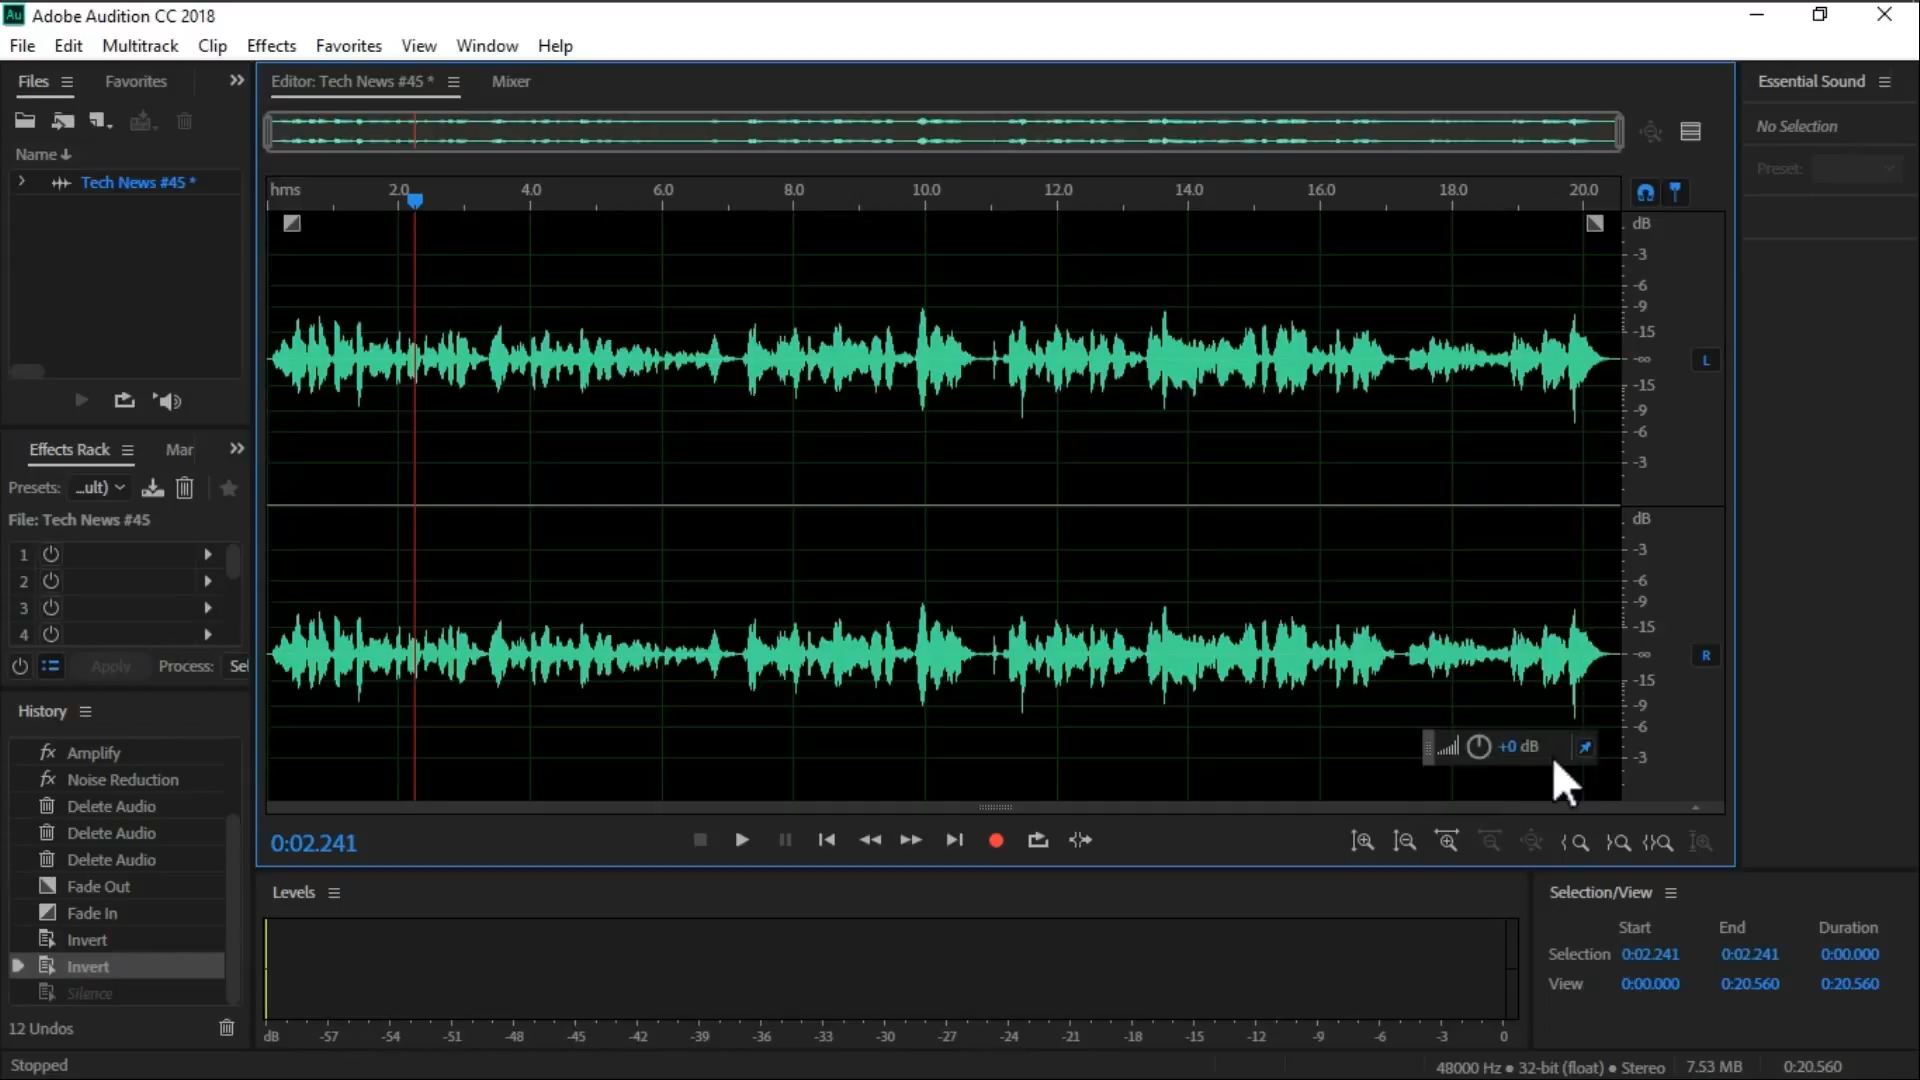 Au Adobe Audition CC 2018
File Edit Multitrack Clip Effects Favorites View Window Help
Files Favorites
Name
Tech News #45 *
Effects Rack Mar
Presets: ...ult)
File: Tech News #45
1
2
3
4
Apply Process: Sel
History
Amplify
Noise Reduction
Delete Audio
Delete Audio
Delete Audio
Fade Out
Fade In
Invert
Invert
Silence
12 Undos
Stopped
Editor: Tech News #45 * Mixer
hms 2.0 4.0 6.0 8.0 10.0 12.0 14.0 16.0 18.0 20.0
dB
-3
-6
-9
-15
-∞
-15
-9
-6
-3
L
dB
-3
-6
-9
-15
-∞
-15
-9
-6
-3
R
+0 dB
0:02.241
Levels
dB -57 -54 -51 -48 -45 -42 -39 -36 -33 -30 -27 -24 -21 -18 -15 -12 -9 -6 -3 0
Essential Sound
No Selection
Preset:
Selection/View
Start End Duration
Selection 0:02.241 0:02.241 0:00.000
View 0:00.000 0:20.560 0:20.560
48000 Hz ● 32-bit (float) ● Stereo 7.53 MB 0:20.560